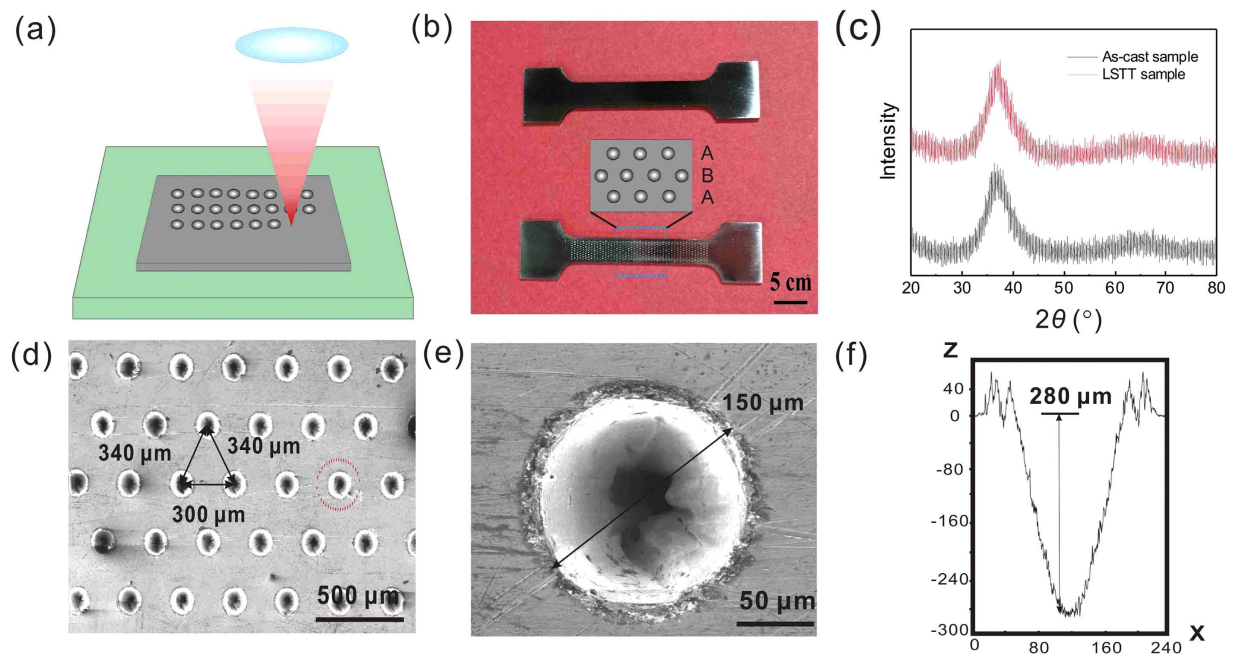 (a)
(b)
A
B
A
5 cm
(c)
As-cast sample
LSTT sample
Intensity
20 30 40 50 60 70 80
2θ (°)
(d)
340 µm
340 µm
300 µm
500 µm
(e)
150 µm
50 µm
(f)
Z
40
0
-80
-160
-240
-300
280 µm
0 80 160 240
X